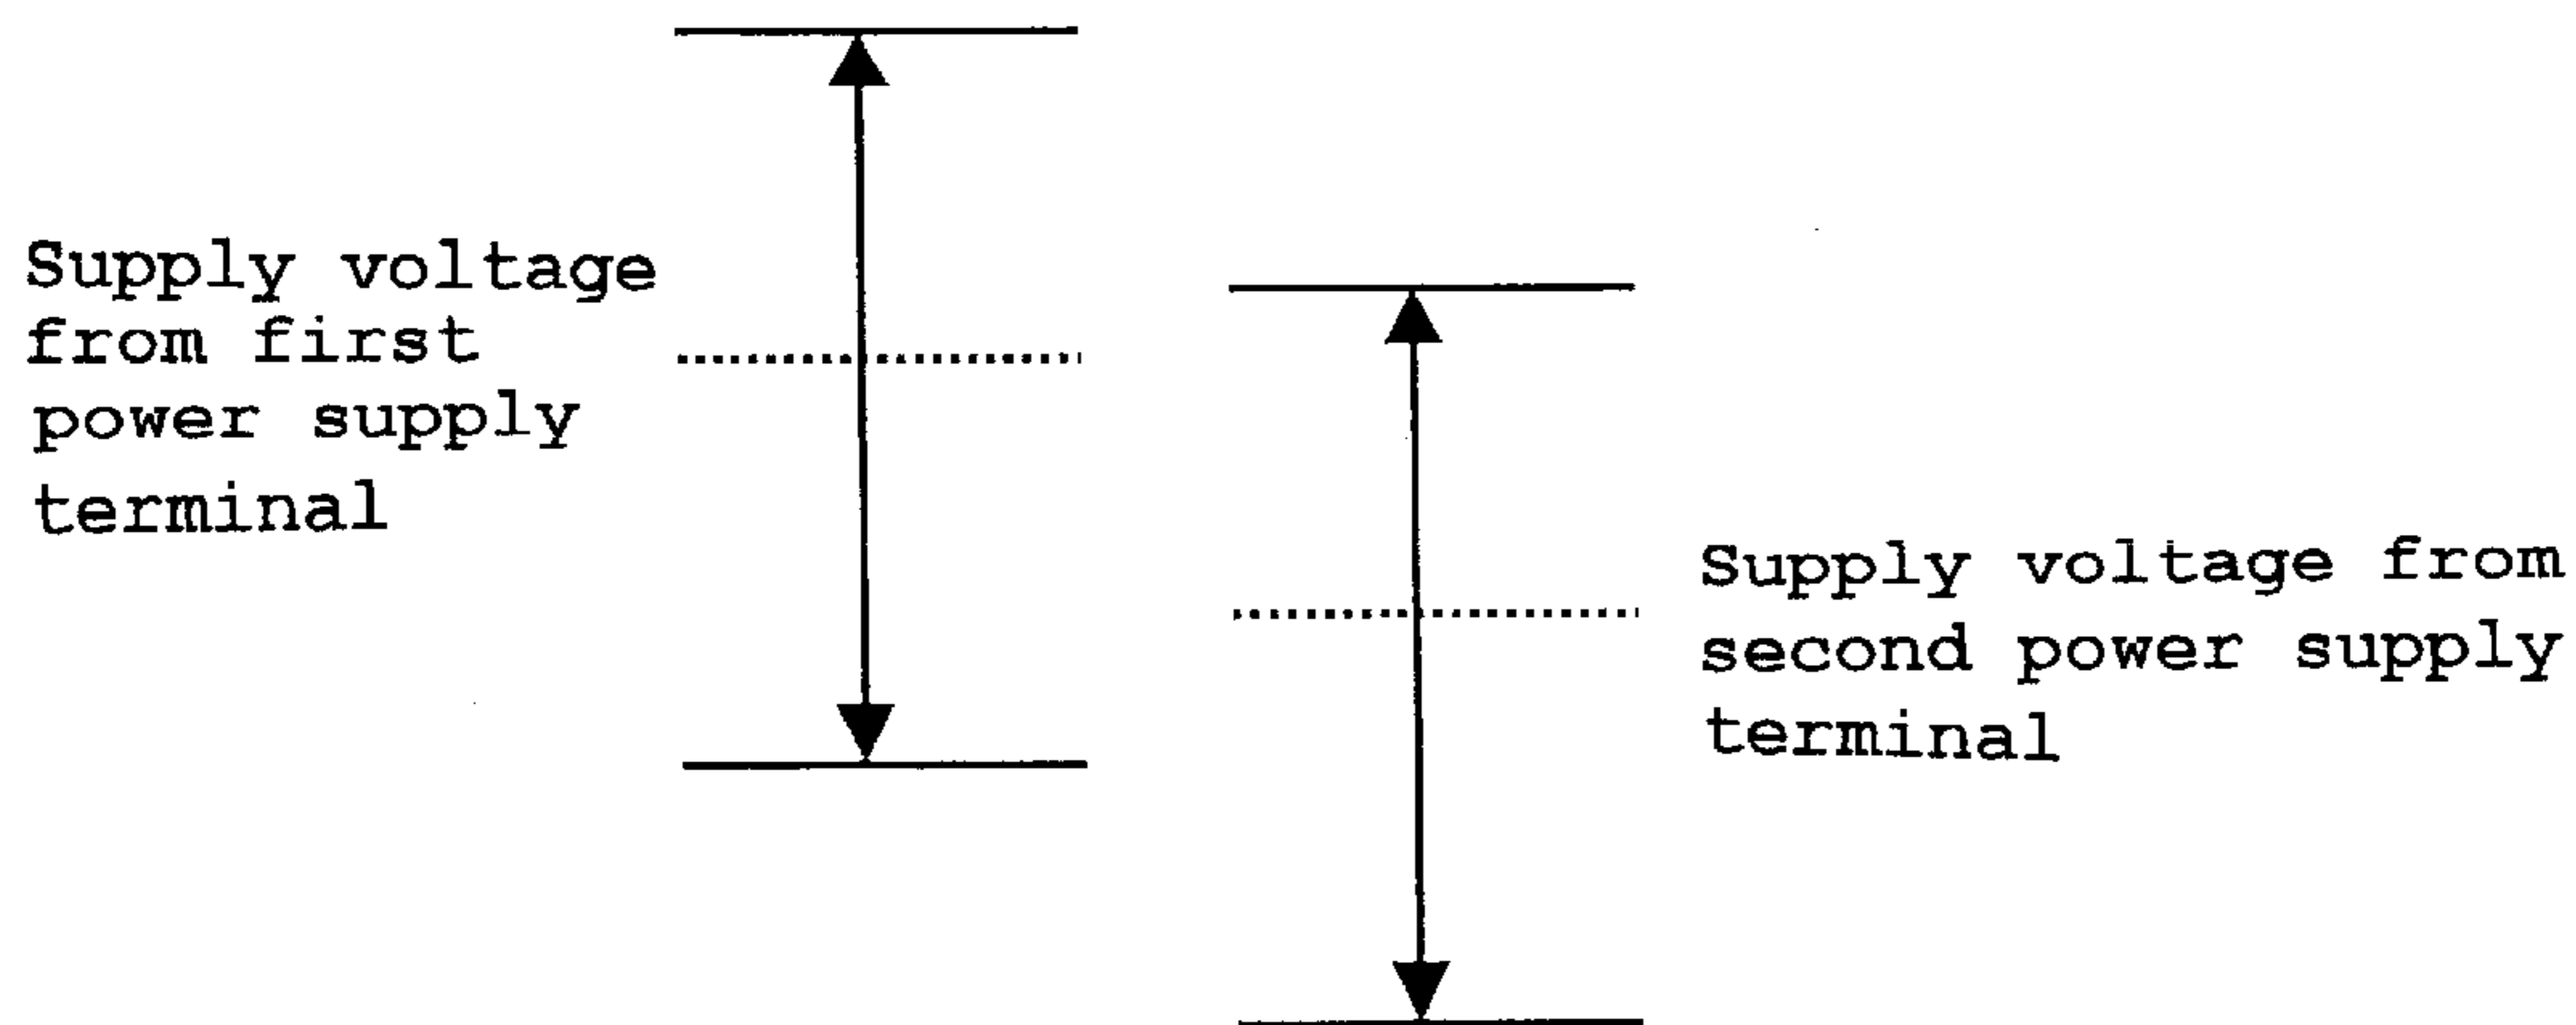 Supply voltage
from first
power supply
terminal
Supply voltage from
second power supply
terminal